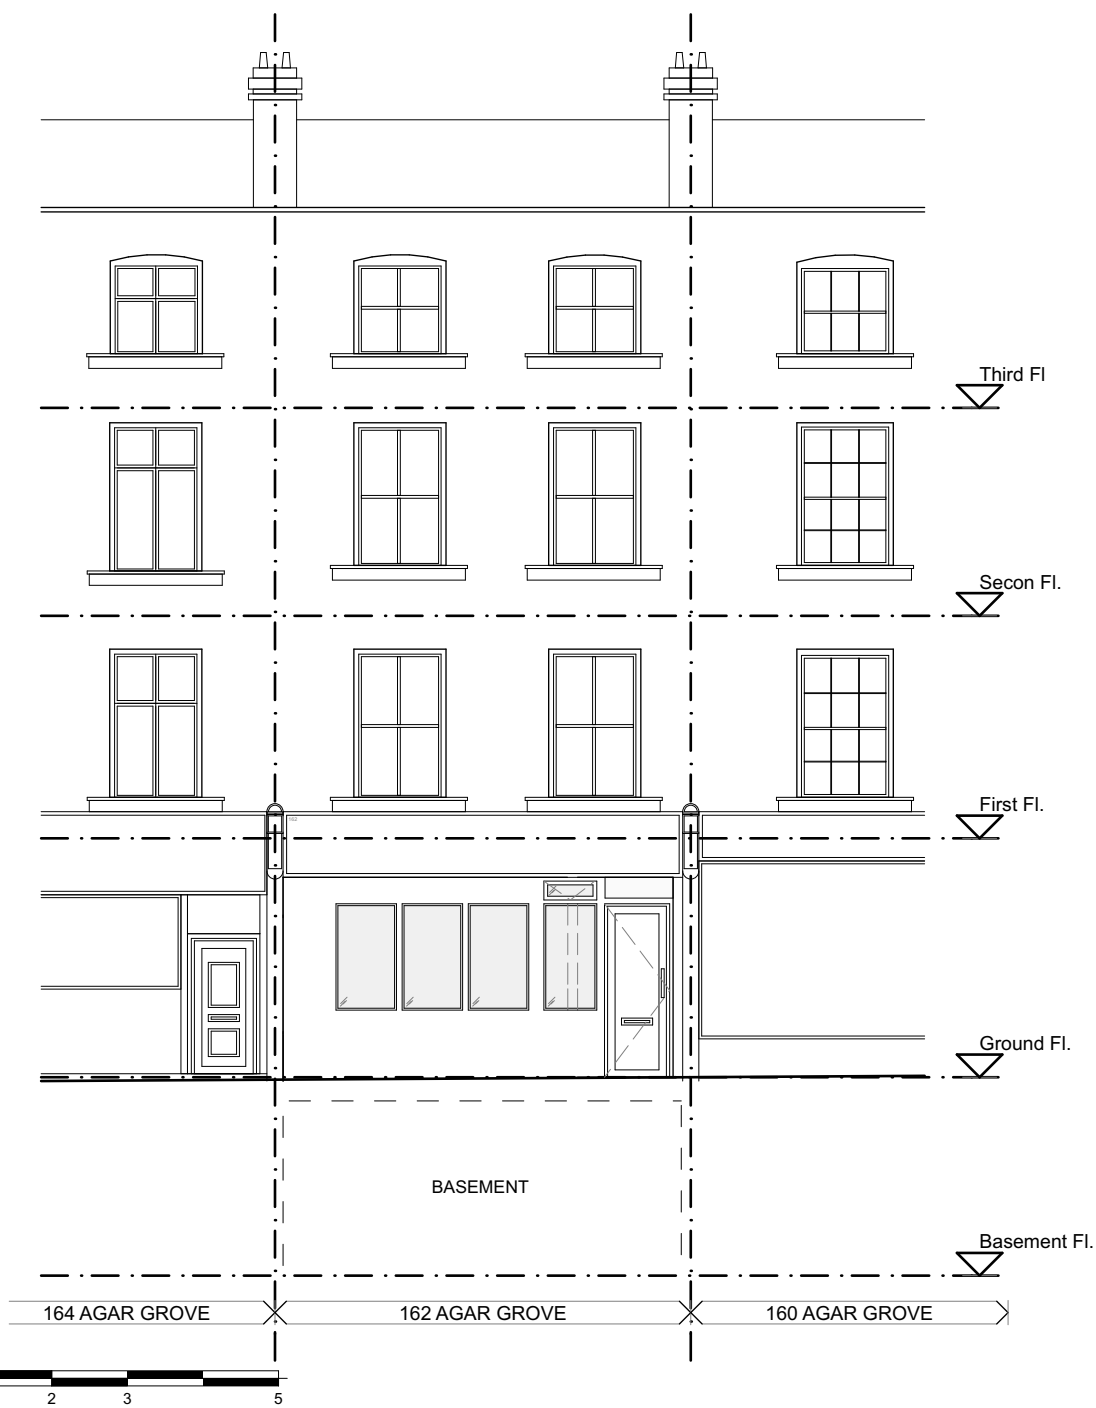 Third Fl
Secon Fl.
First Fl.
162
Ground Fl.
BASEMENT
Basement Fl.
164 AGAR GROVE
162 AGAR GROVE
160 AGAR GROVE
2
3
5